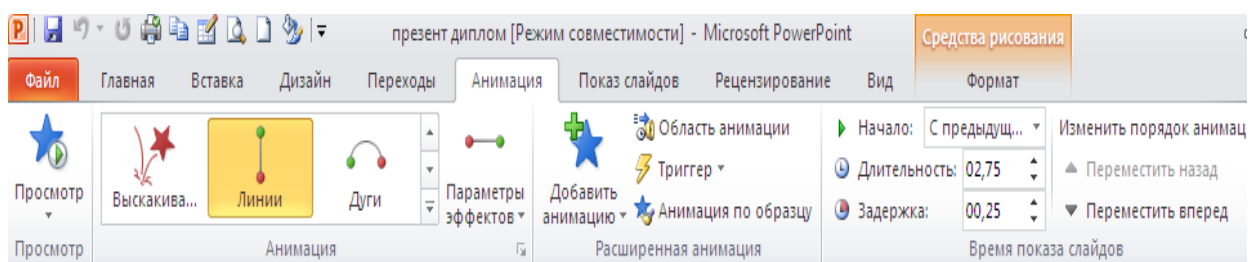 презент диплом [Режим совместимости] - Microsoft PowerPoint
Средства рисования
Файл Главная Вставка Дизайн Переходы Анимация Показ слайдов Рецензирование Вид Формат
Просмотр
Выскакива... Линии Дуги
Параметры
эффектов
Добавить
анимацию
Область анимации
Триггер
Анимация по образцу
Начало: С предыдущ...
Длительность: 02,75
Задержка: 00,25
Изменить порядок анимац
Переместить назад
Переместить вперед
Просмотр Анимация Расширенная анимация Время показа слайдов